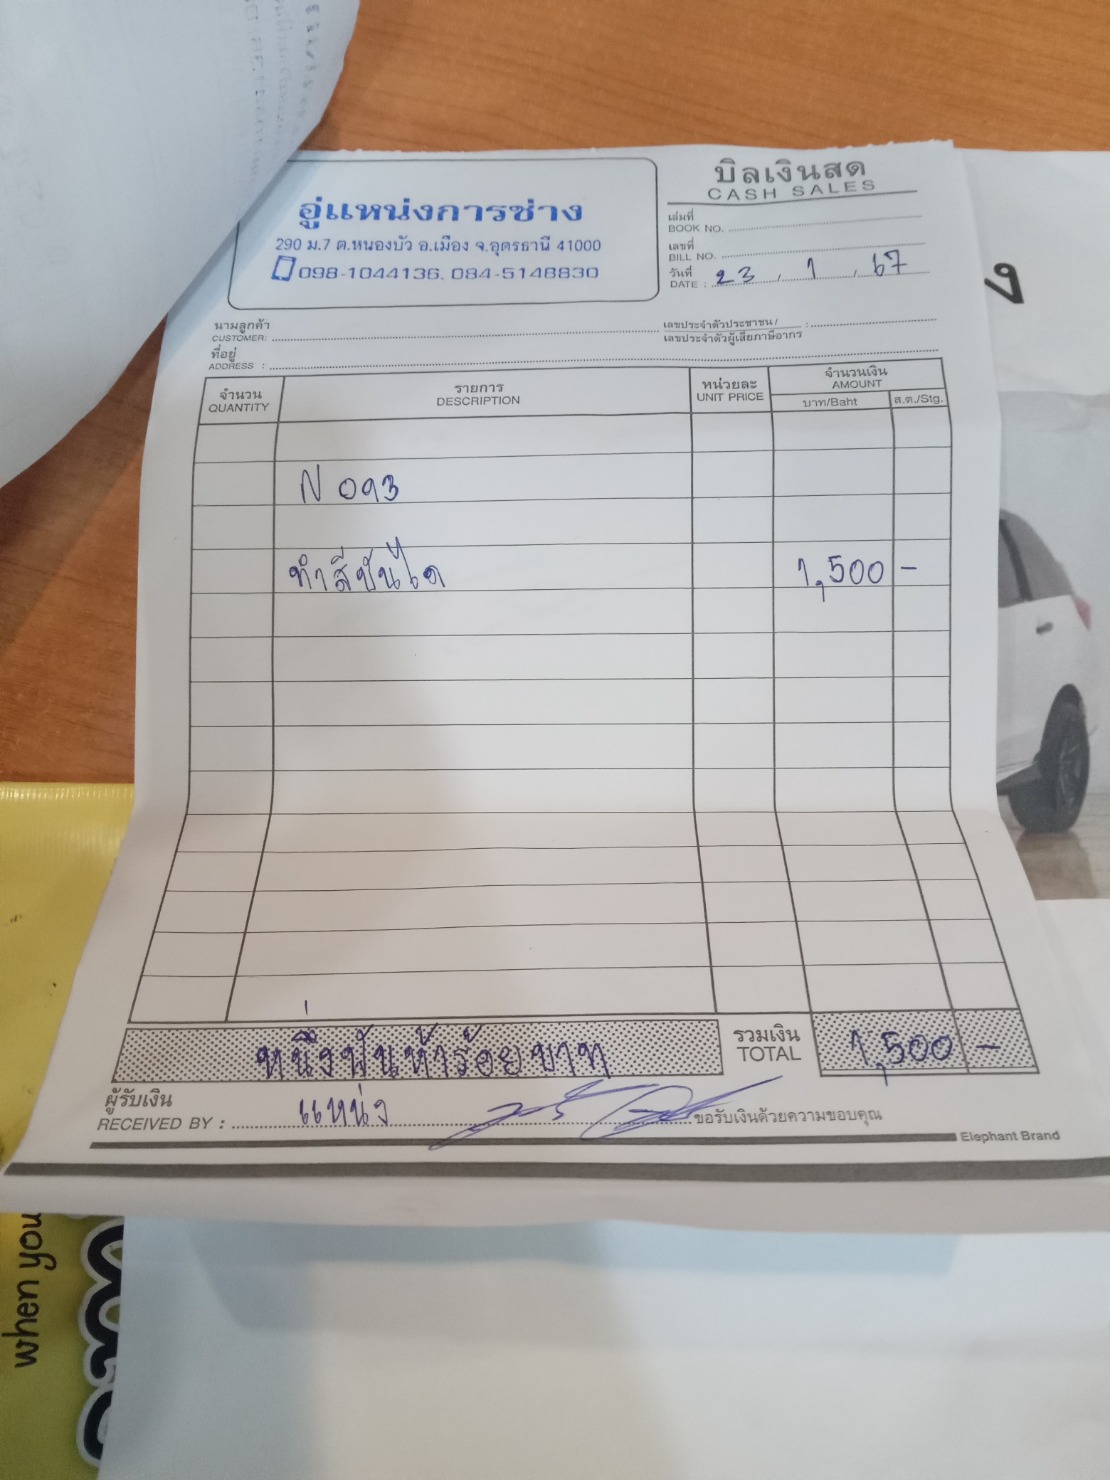 บิลเงินสด
CASH SALES
อู่แหน่งการช่าง
290 ม.7 ต.หนองบัว อ.เมือง จ.อุดรธานี 41000
098-1044136, 084-5148830
เล่มที่
BOOK NO.
เลขที่
BILL NO.
วันที่
DATE : 23 / 1 / 67
นามลูกค้า
CUSTOMER:
เลขประจำตัวประชาชน /
เลขประจำตัวผู้เสียภาษีอากร :
ที่อยู่
ADDRESS :
จำนวน รายการ หน่วยละ จำนวนเงิน
QUANTITY DESCRIPTION UNIT PRICE AMOUNT
บาท/Baht ส.ต./Stg.
N 093
ทำสีบันได 1,500 -
หนึ่งพันห้าร้อยบาท
รวมเงิน
TOTAL 1,500 -
ผู้รับเงิน
RECEIVED BY : แหน่ง ขอรับเงินด้วยความขอบคุณ
Elephant Brand
when you